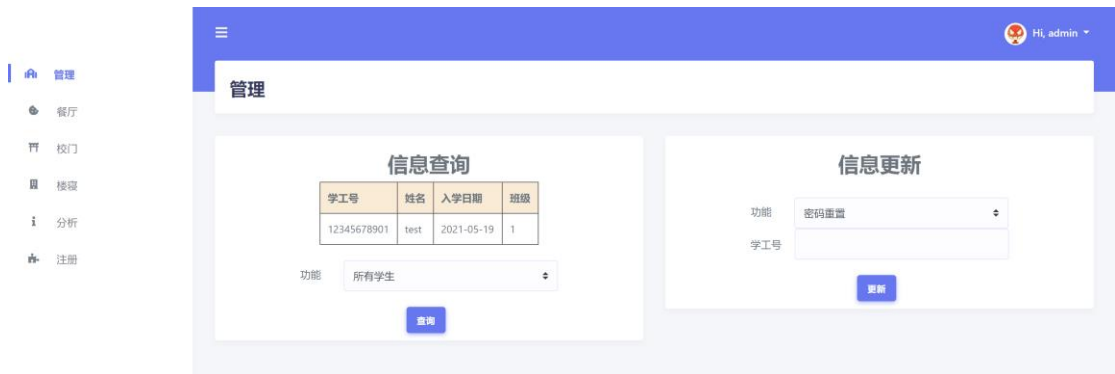 Hi, admin
管理
餐厅
校门
楼寝
分析
注册
管理
信息查询
学工号 姓名 入学日期 班级
12345678901 test 2021-05-19 1
功能 所有学生
查询
信息更新
功能 密码重置
学工号
更新